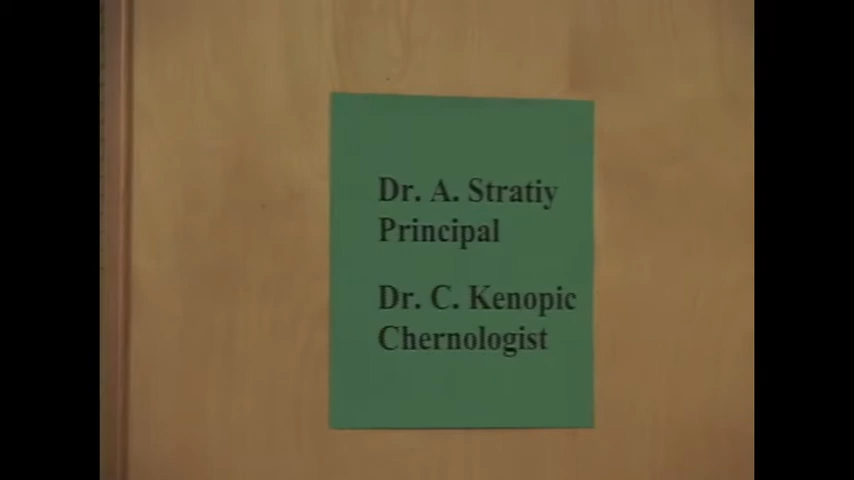 Dr. A. Stratiy
Principal
Dr. C. Kenopic
Chernologist